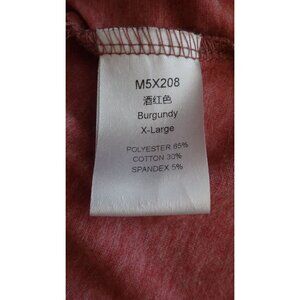 M5X208
酒红色
Burgundy
X-Large
POLYESTER 65%
COTTON 30%
SPANDEX 5%